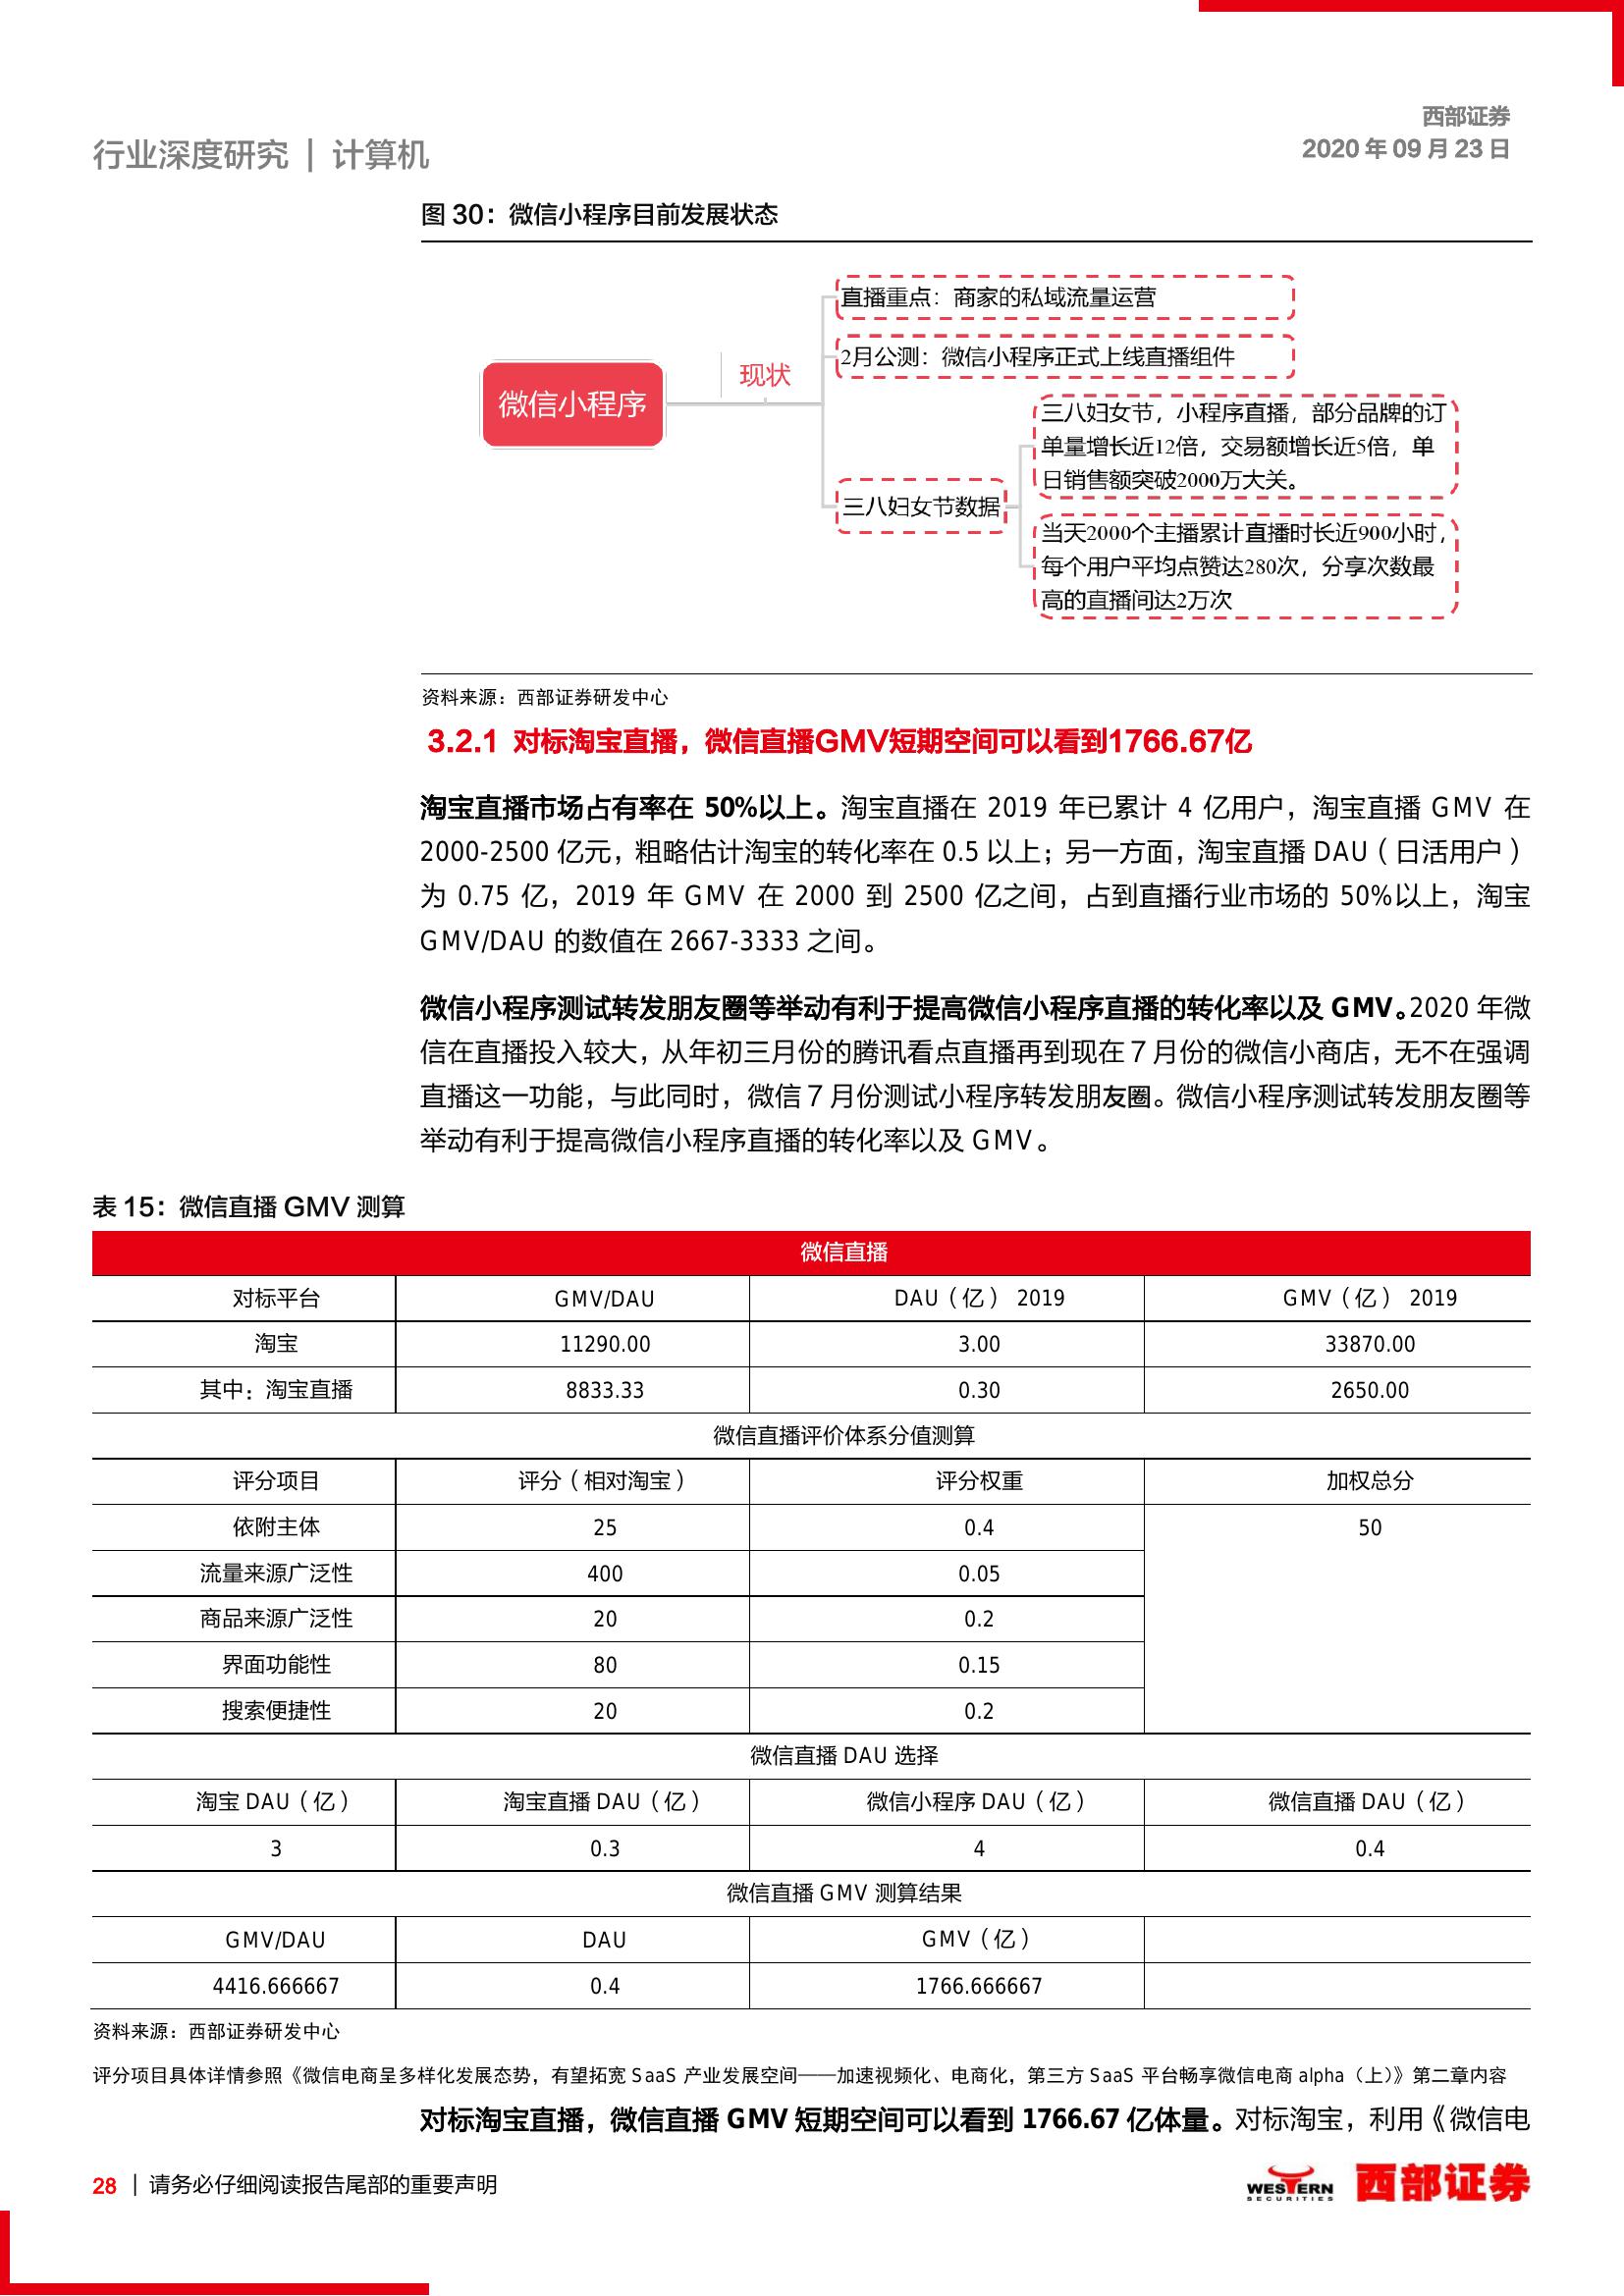 西部证券
行业深度研究 | 计算机
2020 年 09 月 23 日
图 30：微信小程序目前发展状态
直播重点：商家的私域流量运营
2月公测：微信小程序正式上线直播组件
现状
微信小程序
三八妇女节，小程序直播，部分品牌的订
单量增长近12倍，交易额增长近5倍，单
日销售额突破2000万大关。
三八妇女节数据
当天2000个主播累计直播时长近900小时，
每个用户平均点赞达280次，分享次数最
高的直播间达2万次
资料来源：西部证券研发中心
3.2.1 对标淘宝直播，微信直播GMV短期空间可以看到1766.67亿
淘宝直播市场占有率在 50%以上。淘宝直播在 2019 年已累计 4 亿用户，淘宝直播 GMV 在
2000-2500 亿元，粗略估计淘宝的转化率在 0.5 以上；另一方面，淘宝直播 DAU（日活用户）
为 0.75 亿，2019 年 GMV 在 2000 到 2500 亿之间，占到直播行业市场的 50%以上，淘宝
GMV/DAU 的数值在 2667-3333 之间。
微信小程序测试转发朋友圈等举动有利于提高微信小程序直播的转化率以及 GMV。2020 年微
信在直播投入较大，从年初三月份的腾讯看点直播再到现在 7 月份的微信小商店，无不在强调
直播这一功能，与此同时，微信 7 月份测试小程序转发朋友圈。微信小程序测试转发朋友圈等
举动有利于提高微信小程序直播的转化率以及 GMV。
表 15：微信直播 GMV 测算
微信直播
对标平台 GMV/DAU DAU（亿） 2019 GMV（亿） 2019
淘宝 11290.00 3.00 33870.00
其中：淘宝直播 8833.33 0.30 2650.00
微信直播评价体系分值测算
评分项目 评分（相对淘宝） 评分权重 加权总分
依附主体 25 0.4 50
流量来源广泛性 400 0.05
商品来源广泛性 20 0.2
界面功能性 80 0.15
搜索便捷性 20 0.2
微信直播 DAU 选择
淘宝 DAU（亿） 淘宝直播 DAU（亿） 微信小程序 DAU（亿） 微信直播 DAU（亿）
3 0.3 4 0.4
微信直播 GMV 测算结果
GMV/DAU DAU GMV（亿）
4416.666667 0.4 1766.666667
资料来源：西部证券研发中心
评分项目具体详情参照《微信电商呈多样化发展态势，有望拓宽 SaaS 产业发展空间——加速视频化、电商化，第三方 SaaS 平台畅享微信电商 alpha（上）》第二章内容
对标淘宝直播，微信直播 GMV 短期空间可以看到 1766.67 亿体量。对标淘宝，利用《微信电
28 | 请务必仔细阅读报告尾部的重要声明
WESTERN
SECURITIES
西部证券